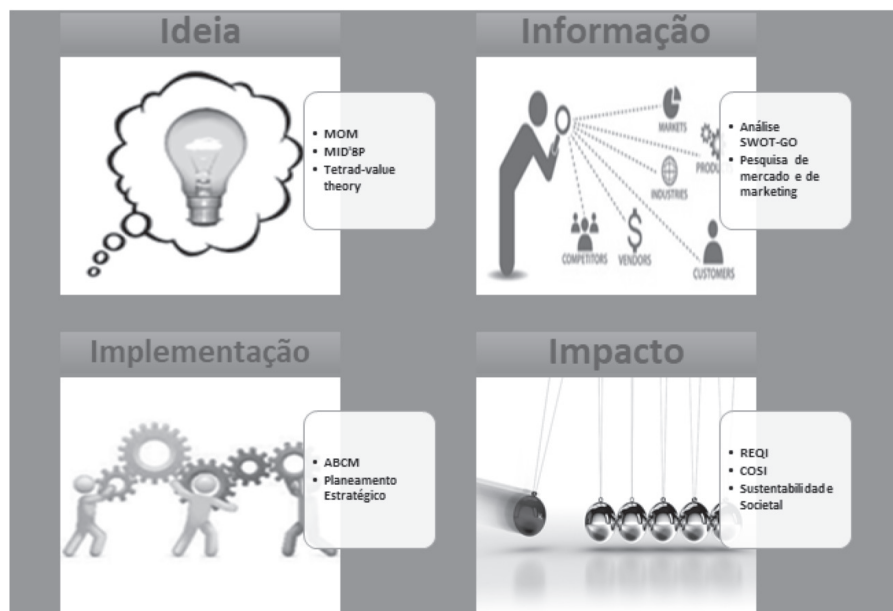 Ideia
• MOM
• MID'BP
• Tetrad-value
theory
Informação
MARKETS
INDUSTRIES
COMPETITORS
VENDORS
CUSTOMERS
• Análise
SWOT-GO
• Pesquisa de
mercado e de
marketing
Implementação
• ABCM
• Planeamento
Estratégico
Impacto
• REQI
• COSI
• Sustentabilidade
Societal